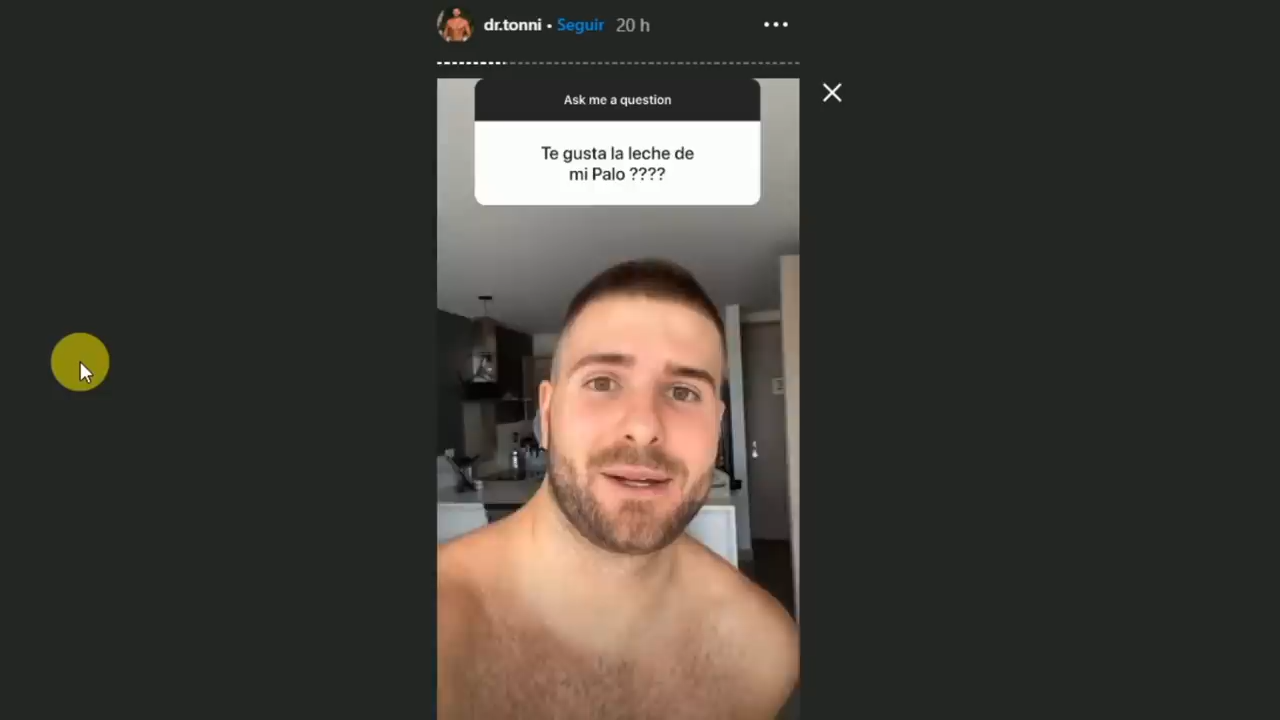 dr.tonni • Seguir 20 h
Ask me a question
Te gusta la leche de
mi Palo ????